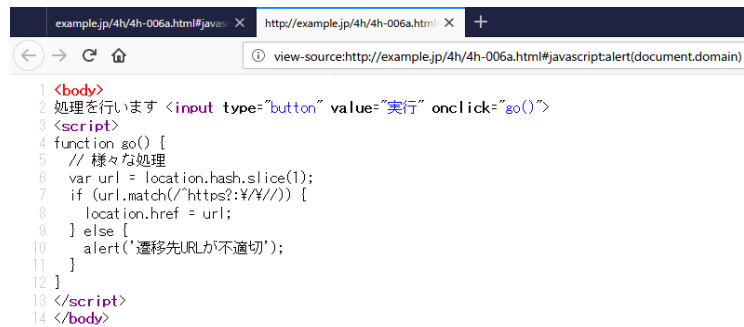 example.jp/4h/4h-006a.html#javasc
http://example.jp/4h/4h-006a.html
view-source:http://example.jp/4h/4h-006a.html#javascript:alert(document.domain)
1 <body>
2 処理を行います <input type="button" value="実行" onclick="go()">
3 <script>
4 function go() {
5 // 様々な処理
6 var url = location.hash.slice(1);
7 if (url.match(/^https?:¥/¥//)) {
8 location.href = url;
9 } else {
10 alert('遷移先URLが不適切');
11 }
12 }
13 </script>
14 </body>